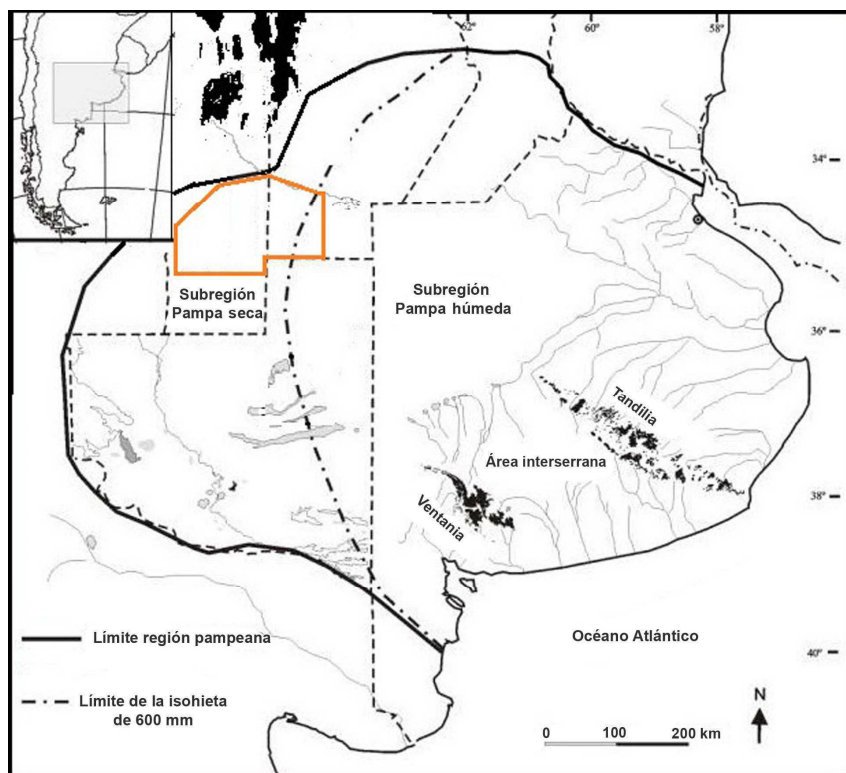 62°
60°
58°
34°
36°
38°
40°
Subregión
Pampa seca
Subregión
Pampa húmeda
Tandilia
Área interserrana
Ventania
Límite región pampeana
Océano Atlántico
Límite de la isohieta
de 600 mm
N
0 100 200 km